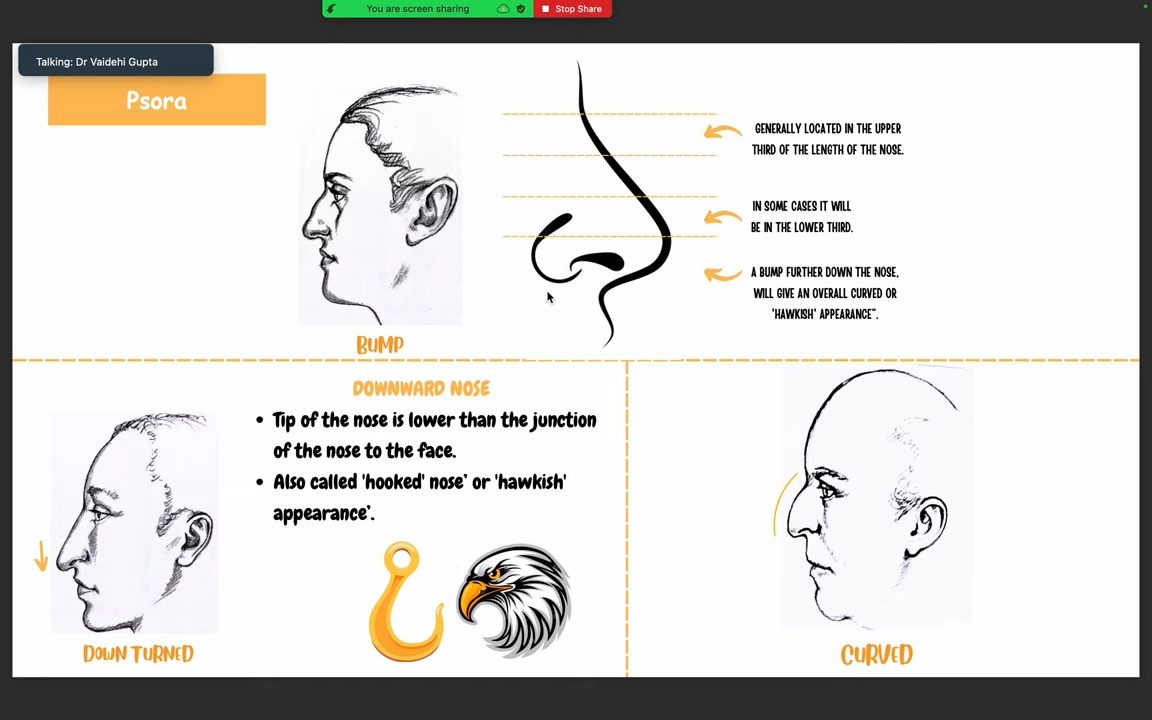 You are screen sharing
Stop Share
Talking: Dr Vaidehi Gupta
Psora
GENERALLY LOCATED IN THE UPPER
THIRD OF THE LENGTH OF THE NOSE.
IN SOME CASES IT WILL
BE IN THE LOWER THIRD.
A BUMP FURTHER DOWN THE NOSE,
WILL GIVE AN OVERALL CURVED OR
'HAWKISH' APPEARANCE".
BUMP
DOWNWARD NOSE
• Tip of the nose is lower than the junction
of the nose to the face.
• Also called 'hooked' nose’ or 'hawkish'
appearance’.
DOWN TURNED
CURVED